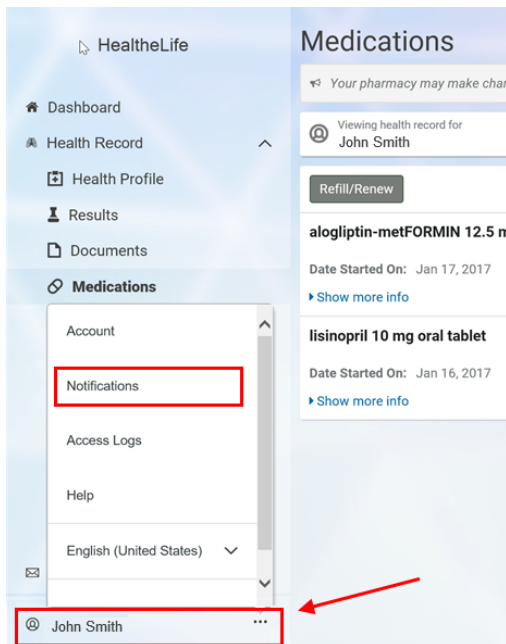 HealtheLife
Dashboard
Health Record
Health Profile
Results
Documents
Medications
Account
Notifications
Access Logs
Help
English (United States)
John Smith
Medications
Your pharmacy may make
Viewing health record for
John Smith
Refill/Renew
alogliptin-metFORMIN 12.5
Date Started On: Jan 17, 2017
Show more info
lisinopril 10 mg oral tablet
Date Started On: Jan 16, 2017
Show more info